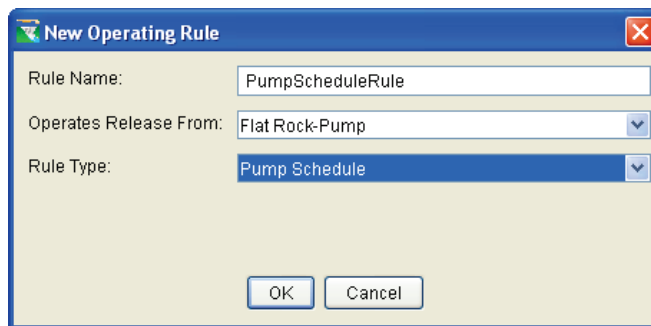 New Operating Rule
Rule Name: PumpScheduleRule
Operates Release From: Flat Rock-Pump
Rule Type: Pump Schedule
OK Cancel